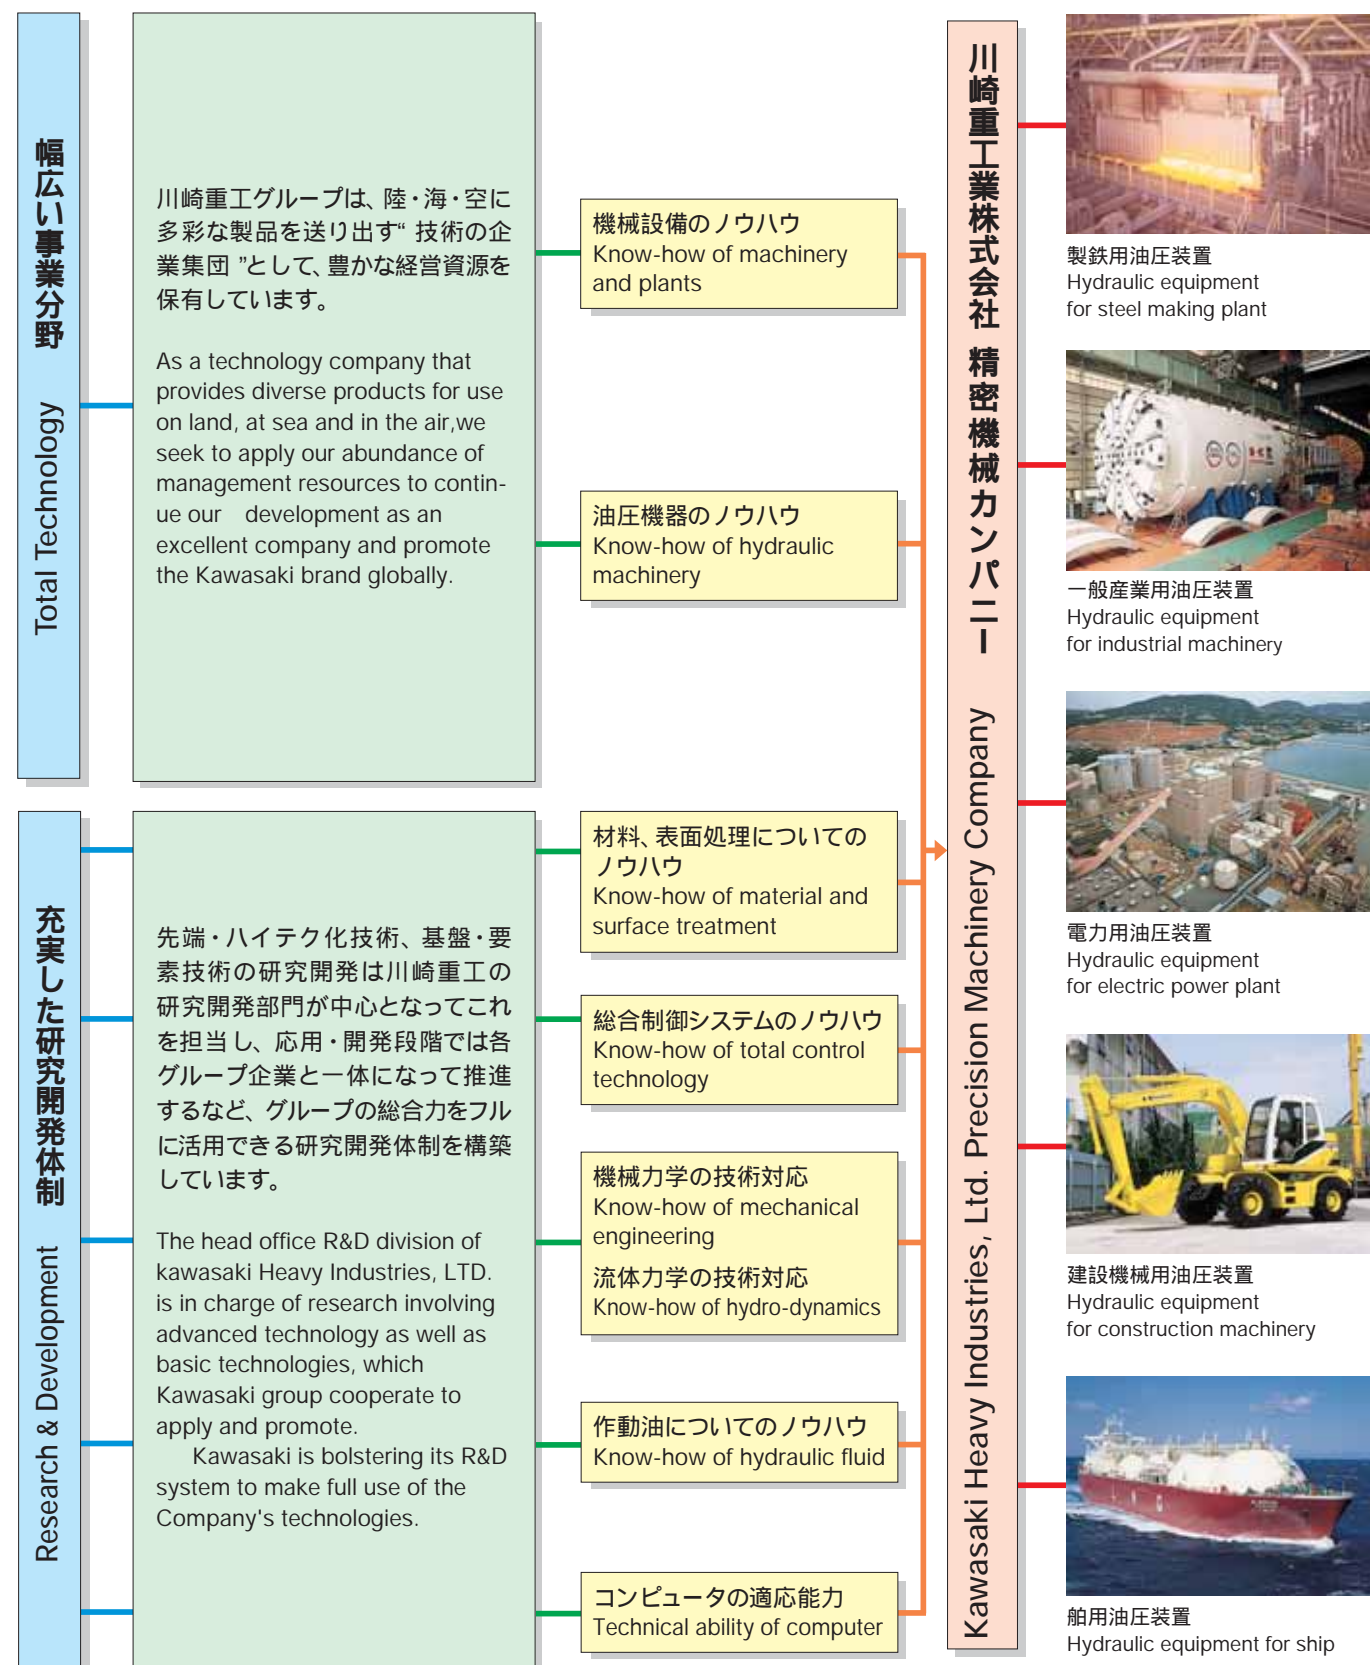 幅広い事業分野 Total Technology
川崎重工グループは、陸・海・空に
多彩な製品を送り出す“技術の企
業集団”として、豊かな経営資源を
保有しています。
As a technology company that
provides diverse products for use
on land, at sea and in the air,we
seek to apply our abundance of
management resources to contin-
ue our development as an
excellent company and promote
the Kawasaki brand globally.
機械設備のノウハウ
Know-how of machinery
and plants
油圧機器のノウハウ
Know-how of hydraulic
machinery
充実した研究開発体制 Research & Development
先端・ハイテク化技術、基盤・要
素技術の研究開発は川崎重工の
研究開発部門が中心となってこれ
を担当し、応用・開発段階では各
グループ企業と一体になって推進
するなど、グループの総合力をフル
に活用できる研究開発体制を構築
しています。
The head office R&D division of
kawasaki Heavy Industries, LTD.
is in charge of research involving
advanced technology as well as
basic technologies, which
Kawasaki group cooperate to
apply and promote.
Kawasaki is bolstering its R&D
system to make full use of the
Company's technologies.
材料、表面処理についての
ノウハウ
Know-how of material and
surface treatment
総合制御システムのノウハウ
Know-how of total control
technology
機械力学の技術対応
Know-how of mechanical
engineering
流体力学の技術対応
Know-how of hydro-dynamics
作動油についてのノウハウ
Know-how of hydraulic fluid
コンピュータの適応能力
Technical ability of computer
川崎重工業株式会社 精密機械カンパニー Kawasaki Heavy Industries, Ltd. Precision Machinery Company
製鉄用油圧装置
Hydraulic equipment
for steel making plant
一般産業用油圧装置
Hydraulic equipment
for industrial machinery
電力用油圧装置
Hydraulic equipment
for electric power plant
建設機械用油圧装置
Hydraulic equipment
for construction machinery
舶用油圧装置
Hydraulic equipment for ship